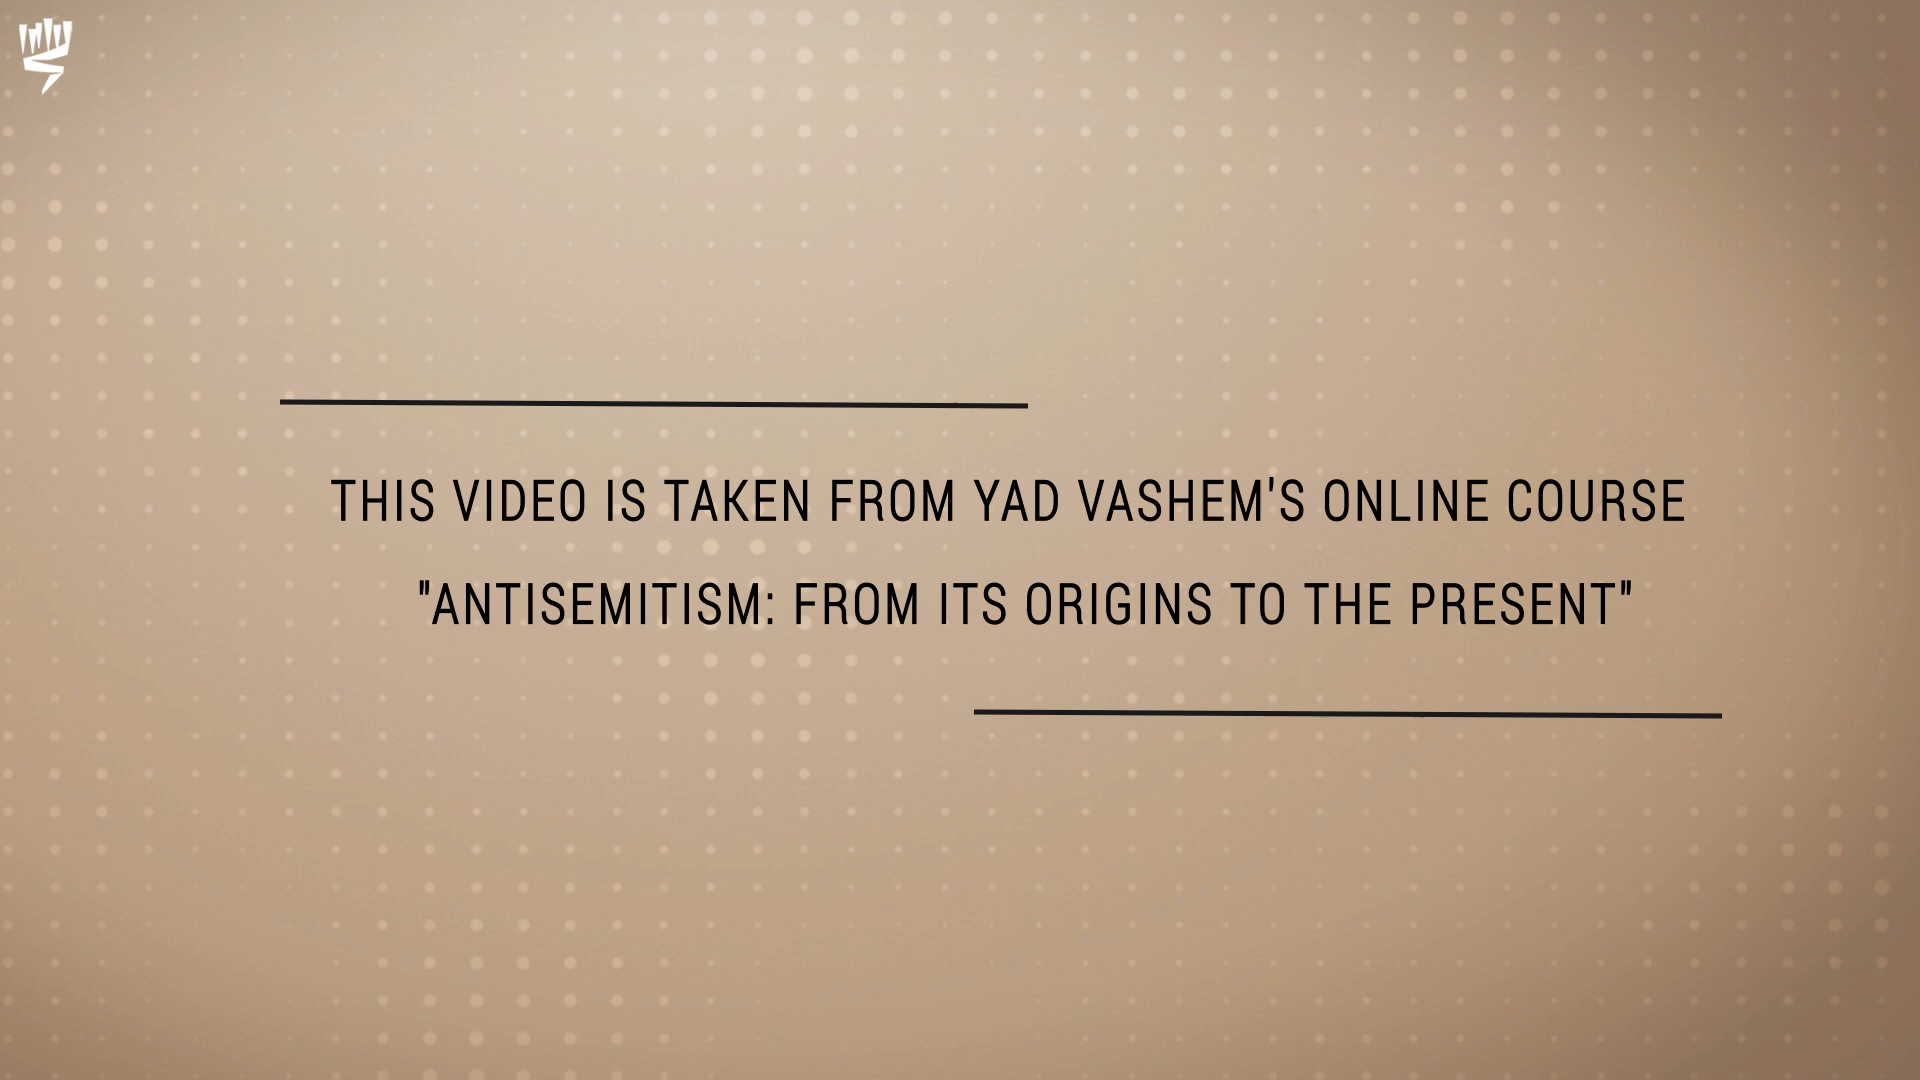 THIS VIDEO IS TAKEN FROM YAD VASHEM'S ONLINE COURSE
"ANTISEMITISM: FROM ITS ORIGINS TO THE PRESENT"